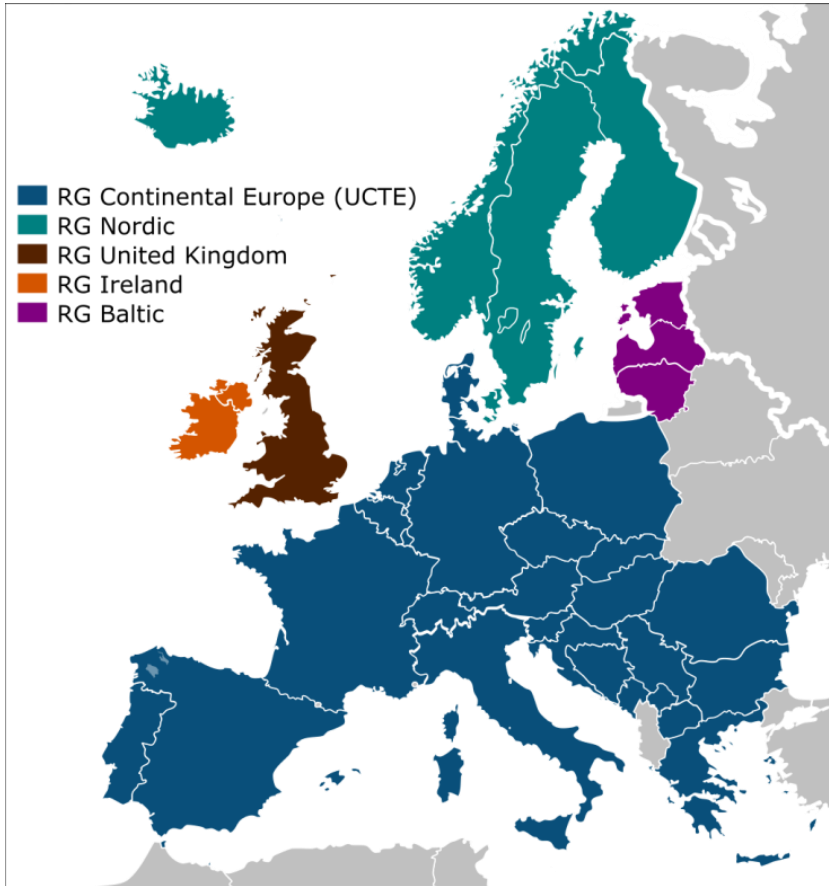 RG Continental Europe (UCTE)
RG Nordic
RG United Kingdom
RG Ireland
RG Baltic